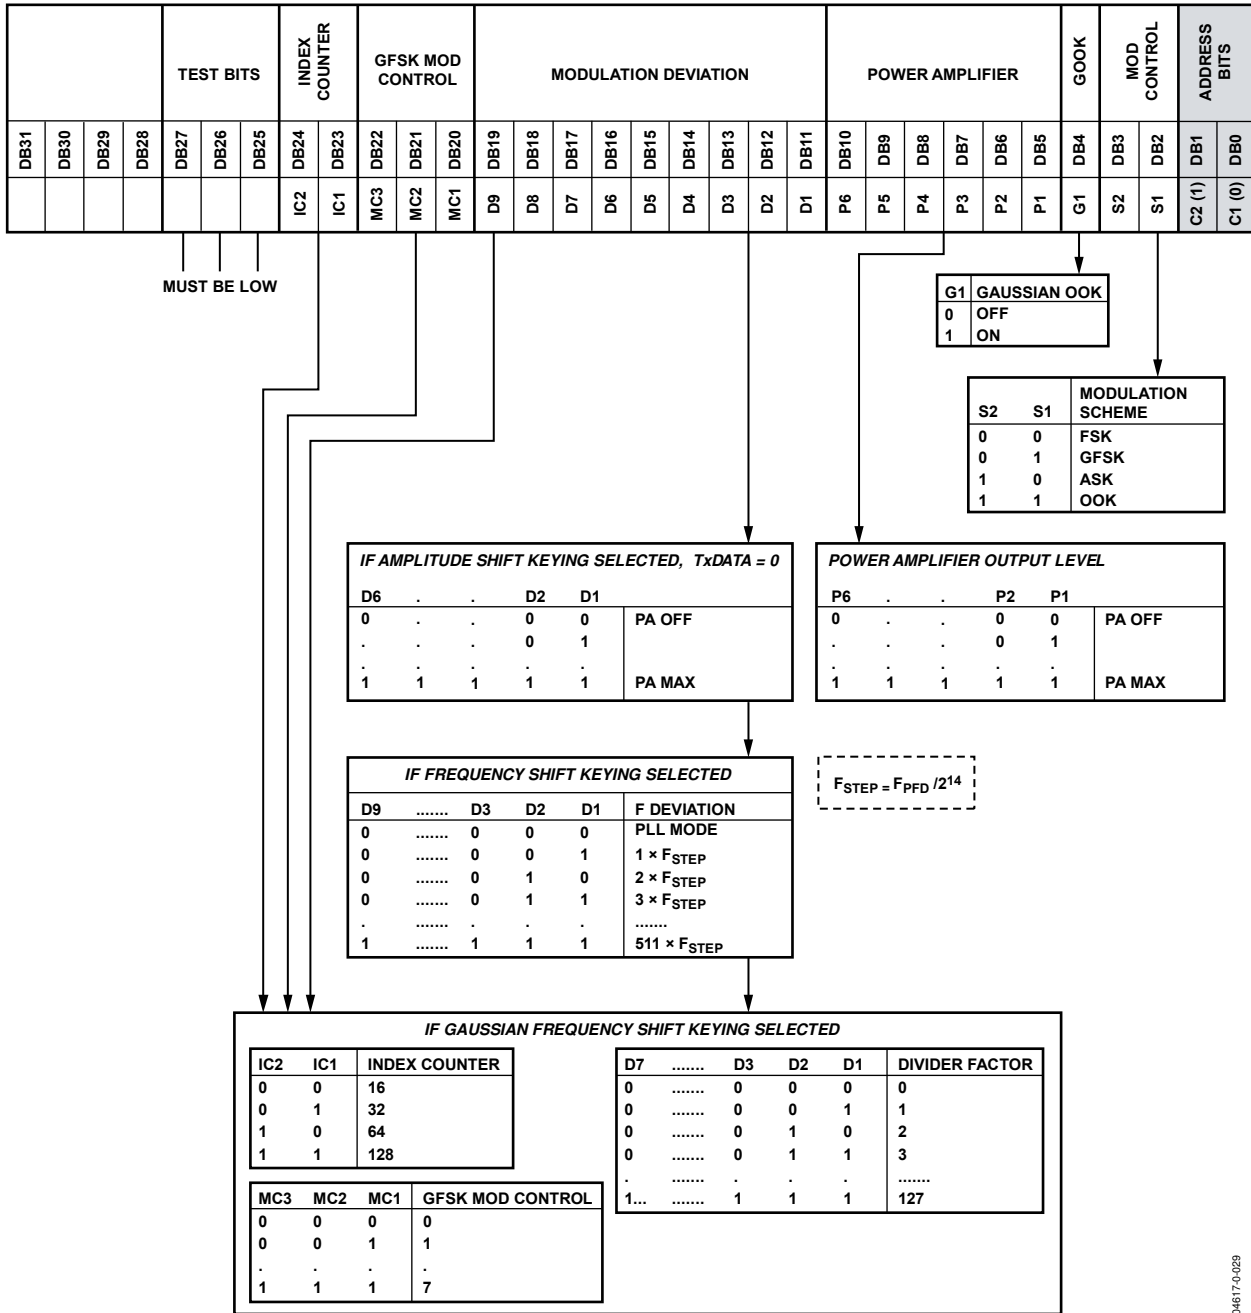 TEST BITS
INDEX
COUNTER
GFSK MOD
CONTROL
MODULATION DEVIATION
POWER AMPLIFIER
GOOK
MOD
CONTROL
ADDRESS
BITS
DB31 DB30 DB29 DB28 DB27 DB26 DB25 DB24 DB23 DB22 DB21 DB20 DB19 DB18 DB17 DB16 DB15 DB14 DB13 DB12 DB11 DB10 DB9 DB8 DB7 DB6 DB5 DB4 DB3 DB2 DB1 DB0
IC2 IC1 MC3 MC2 MC1 D9 D8 D7 D6 D5 D4 D3 D2 D1 P6 P5 P4 P3 P2 P1 G1 S2 S1 C2 (1) C1 (0)
MUST BE LOW
G1 GAUSSIAN OOK
0 OFF
1 ON
S2 S1 MODULATION
SCHEME
0 0 FSK
0 1 GFSK
1 0 ASK
1 1 OOK
IF AMPLITUDE SHIFT KEYING SELECTED, TxDATA = 0
D6 . . D2 D1
0 . . 0 0 PA OFF
. . . 0 1
. . . . .
1 1 1 1 1 PA MAX
POWER AMPLIFIER OUTPUT LEVEL
P6 . . P2 P1
0 . . 0 0 PA OFF
. . . 0 1
. . . . .
1 1 1 1 1 PA MAX
IF FREQUENCY SHIFT KEYING SELECTED
D9 ....... D3 D2 D1 F DEVIATION
0 ....... 0 0 0 PLL MODE
0 ....... 0 0 1 1 × FSTEP
0 ....... 0 1 0 2 × FSTEP
0 ....... 0 1 1 3 × FSTEP
. ....... . . . .......
1 ....... 1 1 1 511 × FSTEP
FSTEP = FPFD /2¹⁴
IF GAUSSIAN FREQUENCY SHIFT KEYING SELECTED
IC2 IC1 INDEX COUNTER
0 0 16
0 1 32
1 0 64
1 1 128
MC3 MC2 MC1 GFSK MOD CONTROL
0 0 0 0
0 0 1 1
. . . .
1 1 1 7
D7 ....... D3 D2 D1 DIVIDER FACTOR
0 ....... 0 0 0 0
0 ....... 0 0 1 1
0 ....... 0 1 0 2
0 ....... 0 1 1 3
. ....... . . . .......
1... ....... 1 1 1 127
04617-0-029